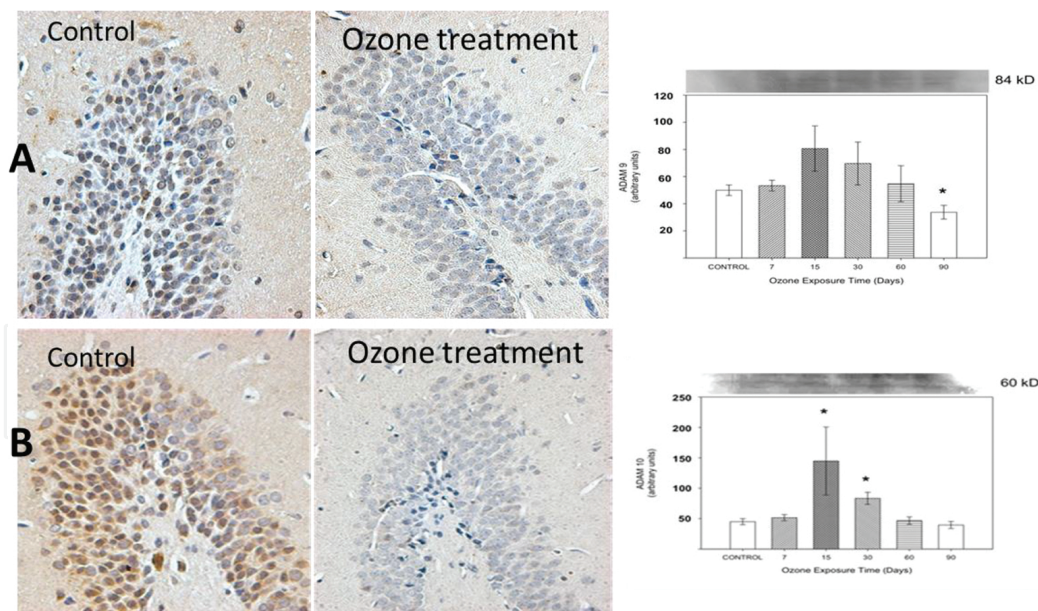 Control
Ozone treatment
A
84 kD
120
100
80
60
40
20
ADAM 9
(arbitrary units)
*
CONTROL 7 15 30 60 90
Ozone Exposure Time (Days)
Control
Ozone treatment
B
60 kD
250
200
150
100
50
ADAM 10
(arbitrary units)
*
*
CONTROL 7 15 30 60 90
Ozone Exposure Time (Days)